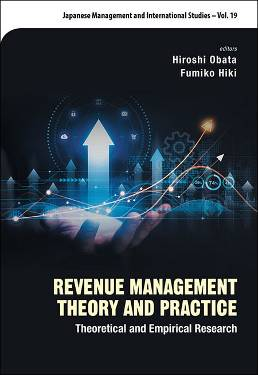 Japanese Management and International Studies – Vol. 19
editors
Hiroshi Obata
Fumiko Hiki
REVENUE MANAGEMENT
THEORY AND PRACTICE
Theoretical and Empirical Research